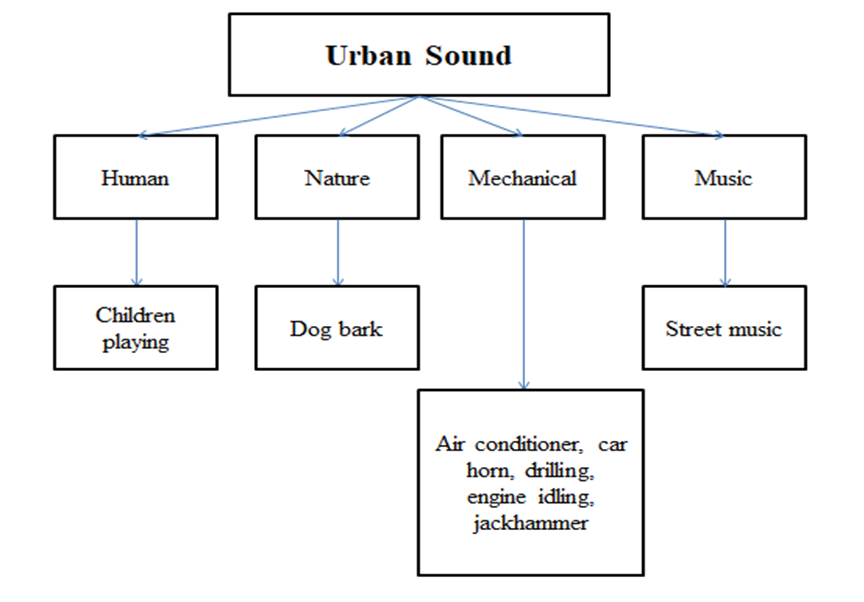 Urban Sound
Human
Nature
Mechanical
Music
Children
playing
Dog bark
Street music
Air conditioner, car
horn, drilling,
engine idling,
jackhammer